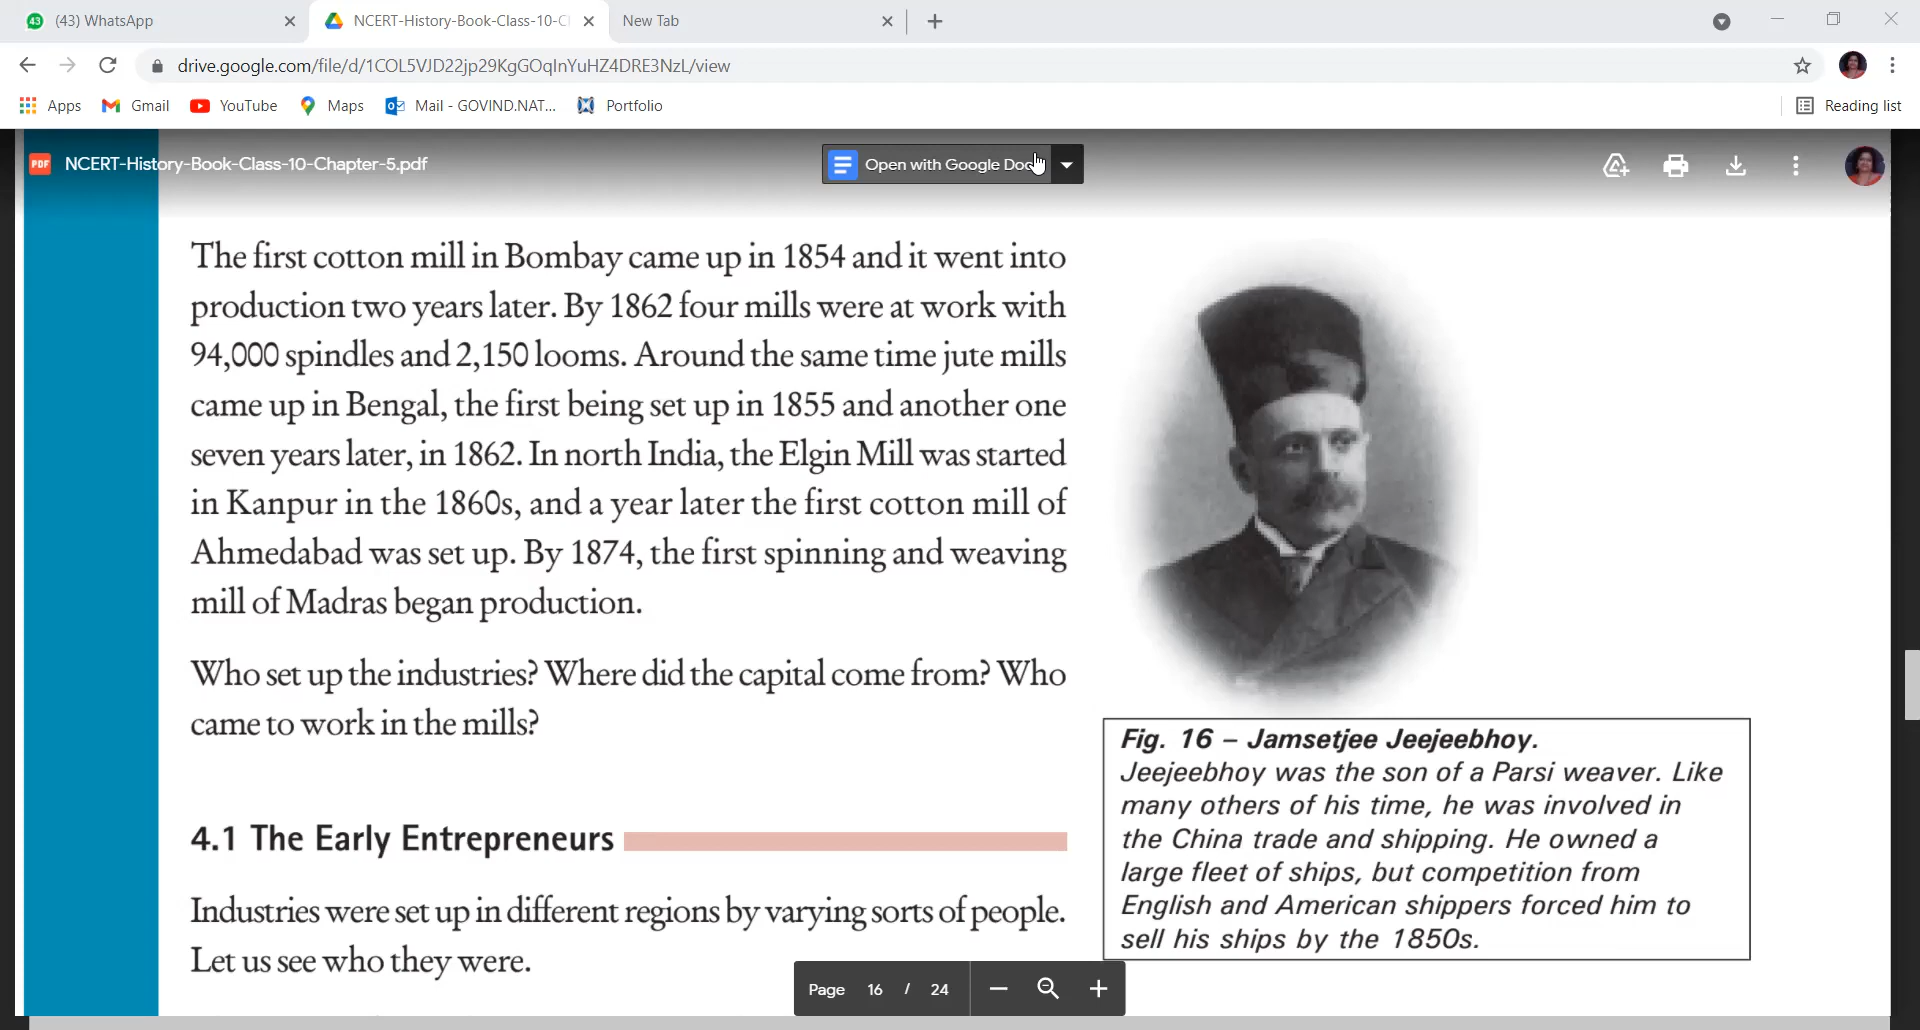 43 (43) WhatsApp
NCERT-History-Book-Class-10-C
New Tab
drive.google.com/file/d/1COL5VJD22jp29KgGOqInYuHZ4DRE3NzL/view
Apps Gmail YouTube Maps Mail - GOVIND.NAT... Portfolio Reading list
PDF NCERT-History-Book-Class-10-Chapter-5.pdf
Open with Google Doc
The first cotton mill in Bombay came up in 1854 and it went into
production two years later. By 1862 four mills were at work with
94,000 spindles and 2,150 looms. Around the same time jute mills
came up in Bengal, the first being set up in 1855 and another one
seven years later, in 1862. In north India, the Elgin Mill was started
in Kanpur in the 1860s, and a year later the first cotton mill of
Ahmedabad was set up. By 1874, the first spinning and weaving
mill of Madras began production.
Who set up the industries? Where did the capital come from? Who
came to work in the mills?
4.1 The Early Entrepreneurs
Industries were set up in different regions by varying sorts of people.
Let us see who they were.
Fig. 16 – Jamsetjee Jeejeebhoy.
Jeejeebhoy was the son of a Parsi weaver. Like
many others of his time, he was involved in
the China trade and shipping. He owned a
large fleet of ships, but competition from
English and American shippers forced him to
sell his ships by the 1850s.
Page 16 / 24